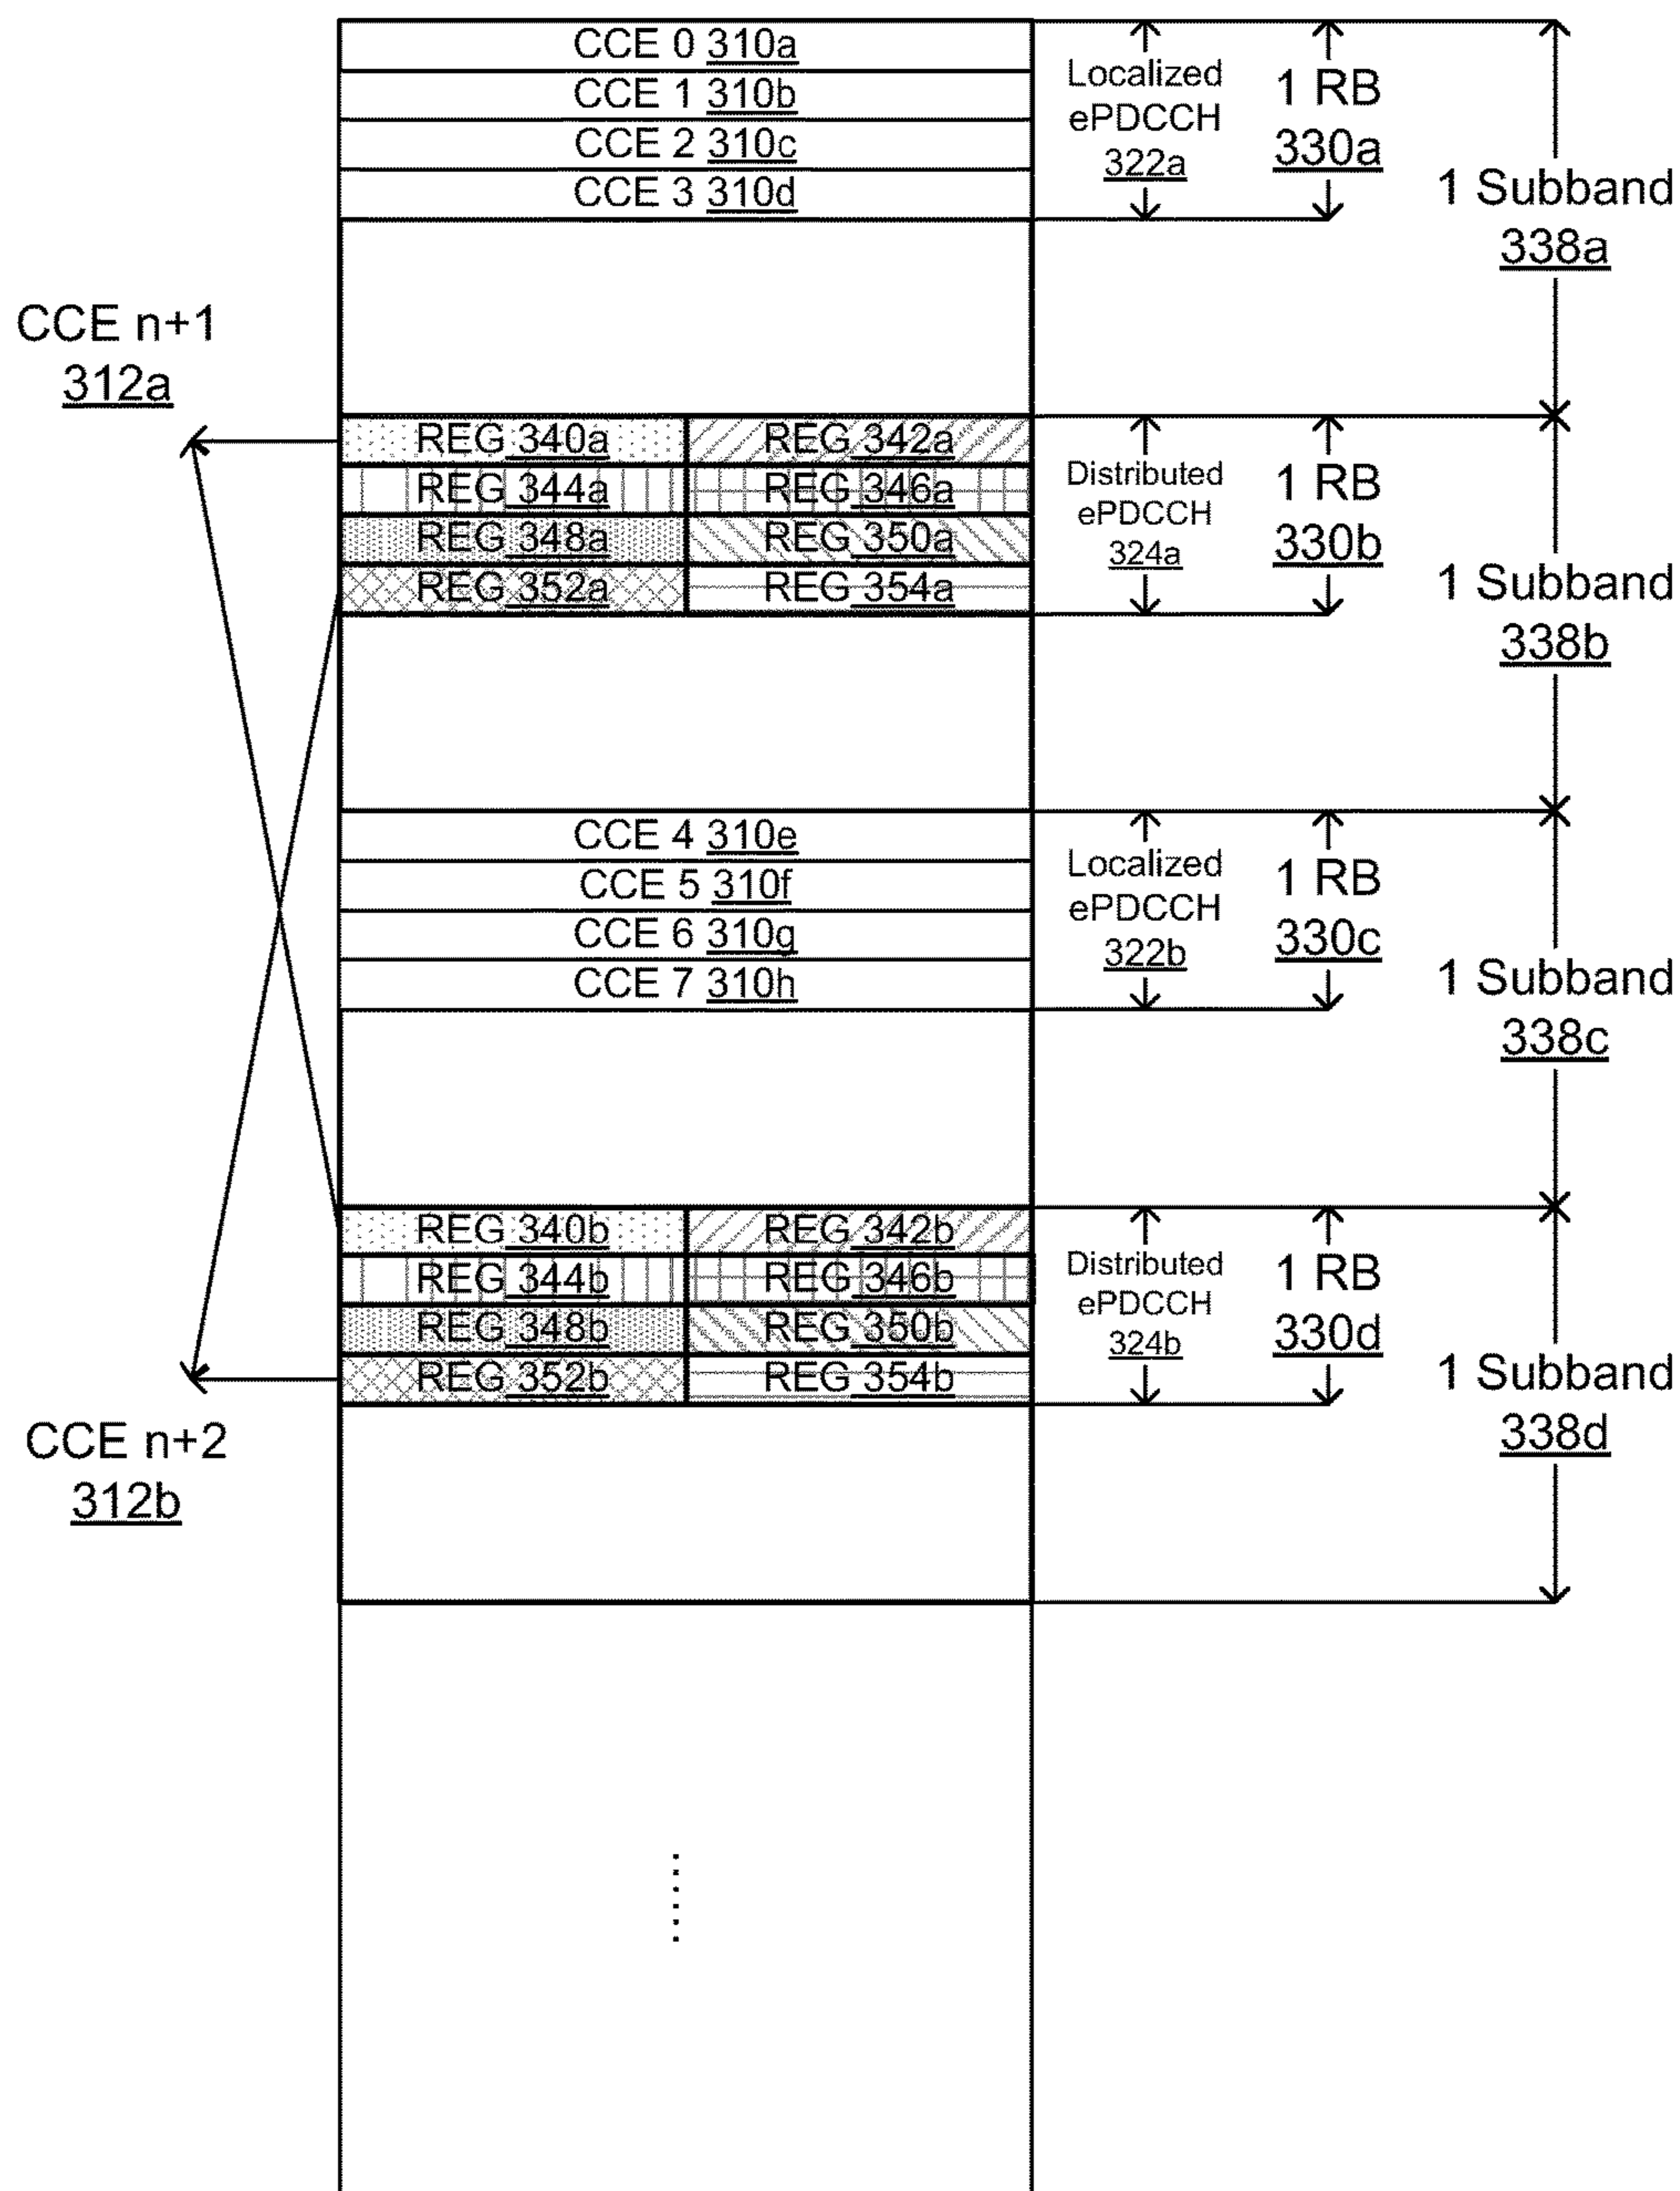 CCE 0 310a
CCE 1 310b
CCE 2 310c
CCE 3 310d
Localized
ePDCCH
322a
1 RB
330a
1 Subband
338a
CCE n+1
312a
REG 340a REG 342a
REG 344a REG 346a
REG 348a REG 350a
REG 352a REG 354a
Distributed
ePDCCH
324a
1 RB
330b
1 Subband
338b
CCE 4 310e
CCE 5 310f
CCE 6 310g
CCE 7 310h
Localized
ePDCCH
322b
1 RB
330c
1 Subband
338c
REG 340b REG 342b
REG 344b REG 346b
REG 348b REG 350b
REG 352b REG 354b
Distributed
ePDCCH
324b
1 RB
330d
1 Subband
338d
CCE n+2
312b